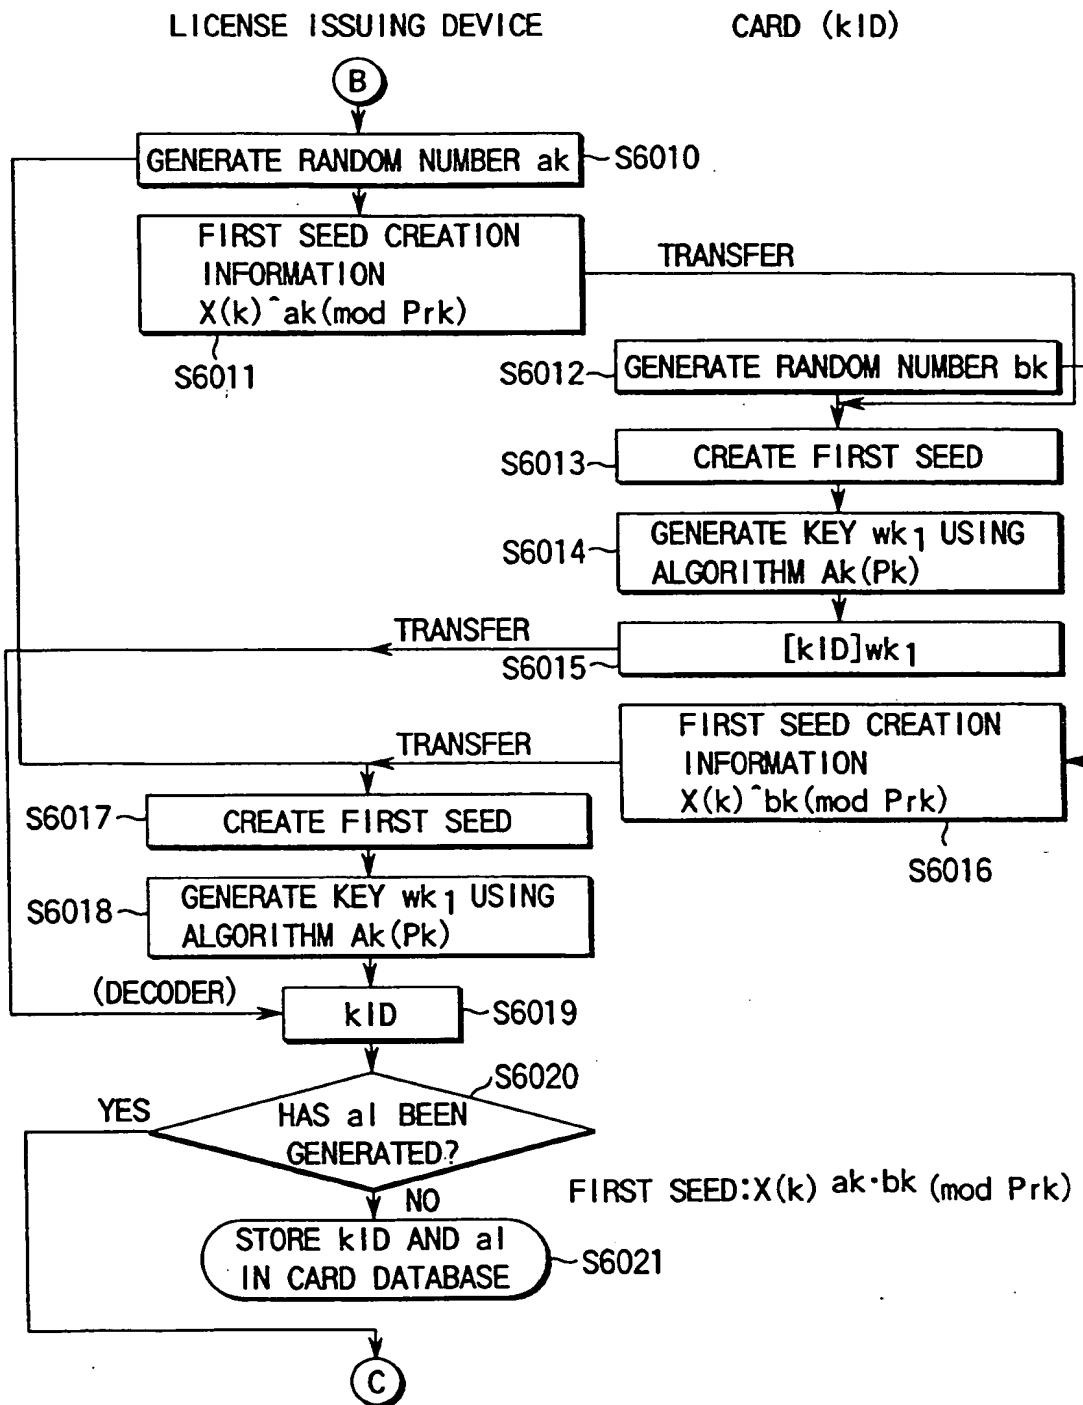 LICENSE ISSUING DEVICE
CARD (kID)
B
GENERATE RANDOM NUMBER ak
S6010
FIRST SEED CREATION
INFORMATION
X(k)^ak(mod Prk)
S6011
TRANSFER
S6012
GENERATE RANDOM NUMBER bk
S6013
CREATE FIRST SEED
S6014
GENERATE KEY wk1 USING
ALGORITHM Ak(Pk)
TRANSFER
S6015
[kID]wk1
TRANSFER
FIRST SEED CREATION
INFORMATION
X(k)^bk(mod Prk)
S6016
S6017
CREATE FIRST SEED
S6018
GENERATE KEY wk1 USING
ALGORITHM Ak(Pk)
(DECODER)
kID
S6019
S6020
YES
HAS al BEEN
GENERATED?
NO
FIRST SEED:X(k) ak·bk (mod Prk)
STORE kID AND al
IN CARD DATABASE
S6021
C